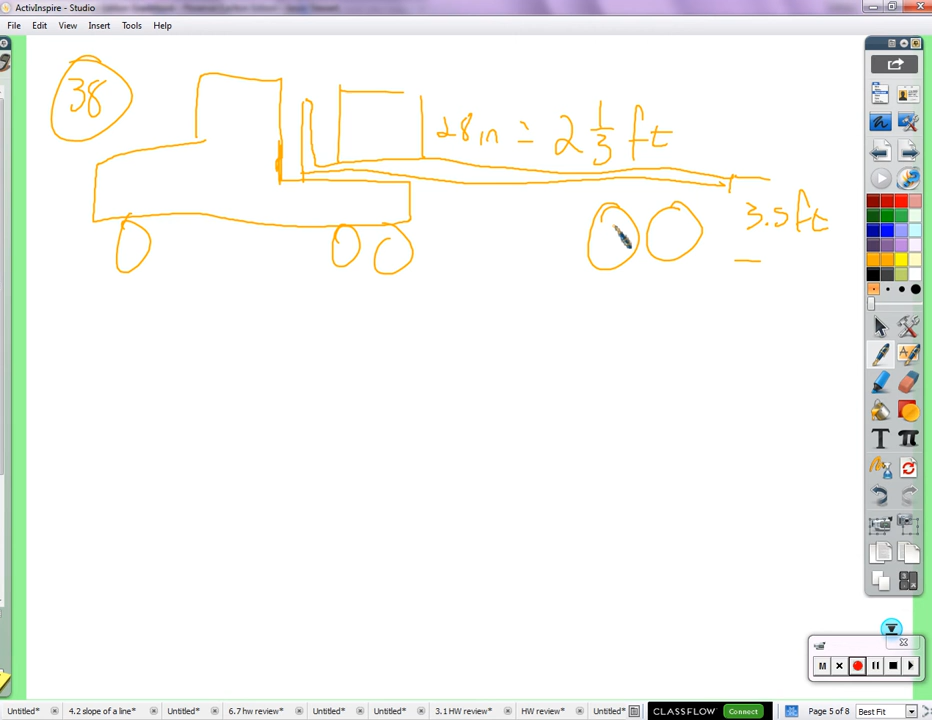 ActivInspire - Studio
File Edit View Insert Tools Help
38
28 in = 2 1/3 ft
3.5 ft
T π
M
Untitled* 4.2 slope of a line* Untitled* 6.7 hw review* Untitled* Untitled* 3.1 HW review* HW review* Untitled* CLASSFLOW Connect Page 5 of 8 Best Fit